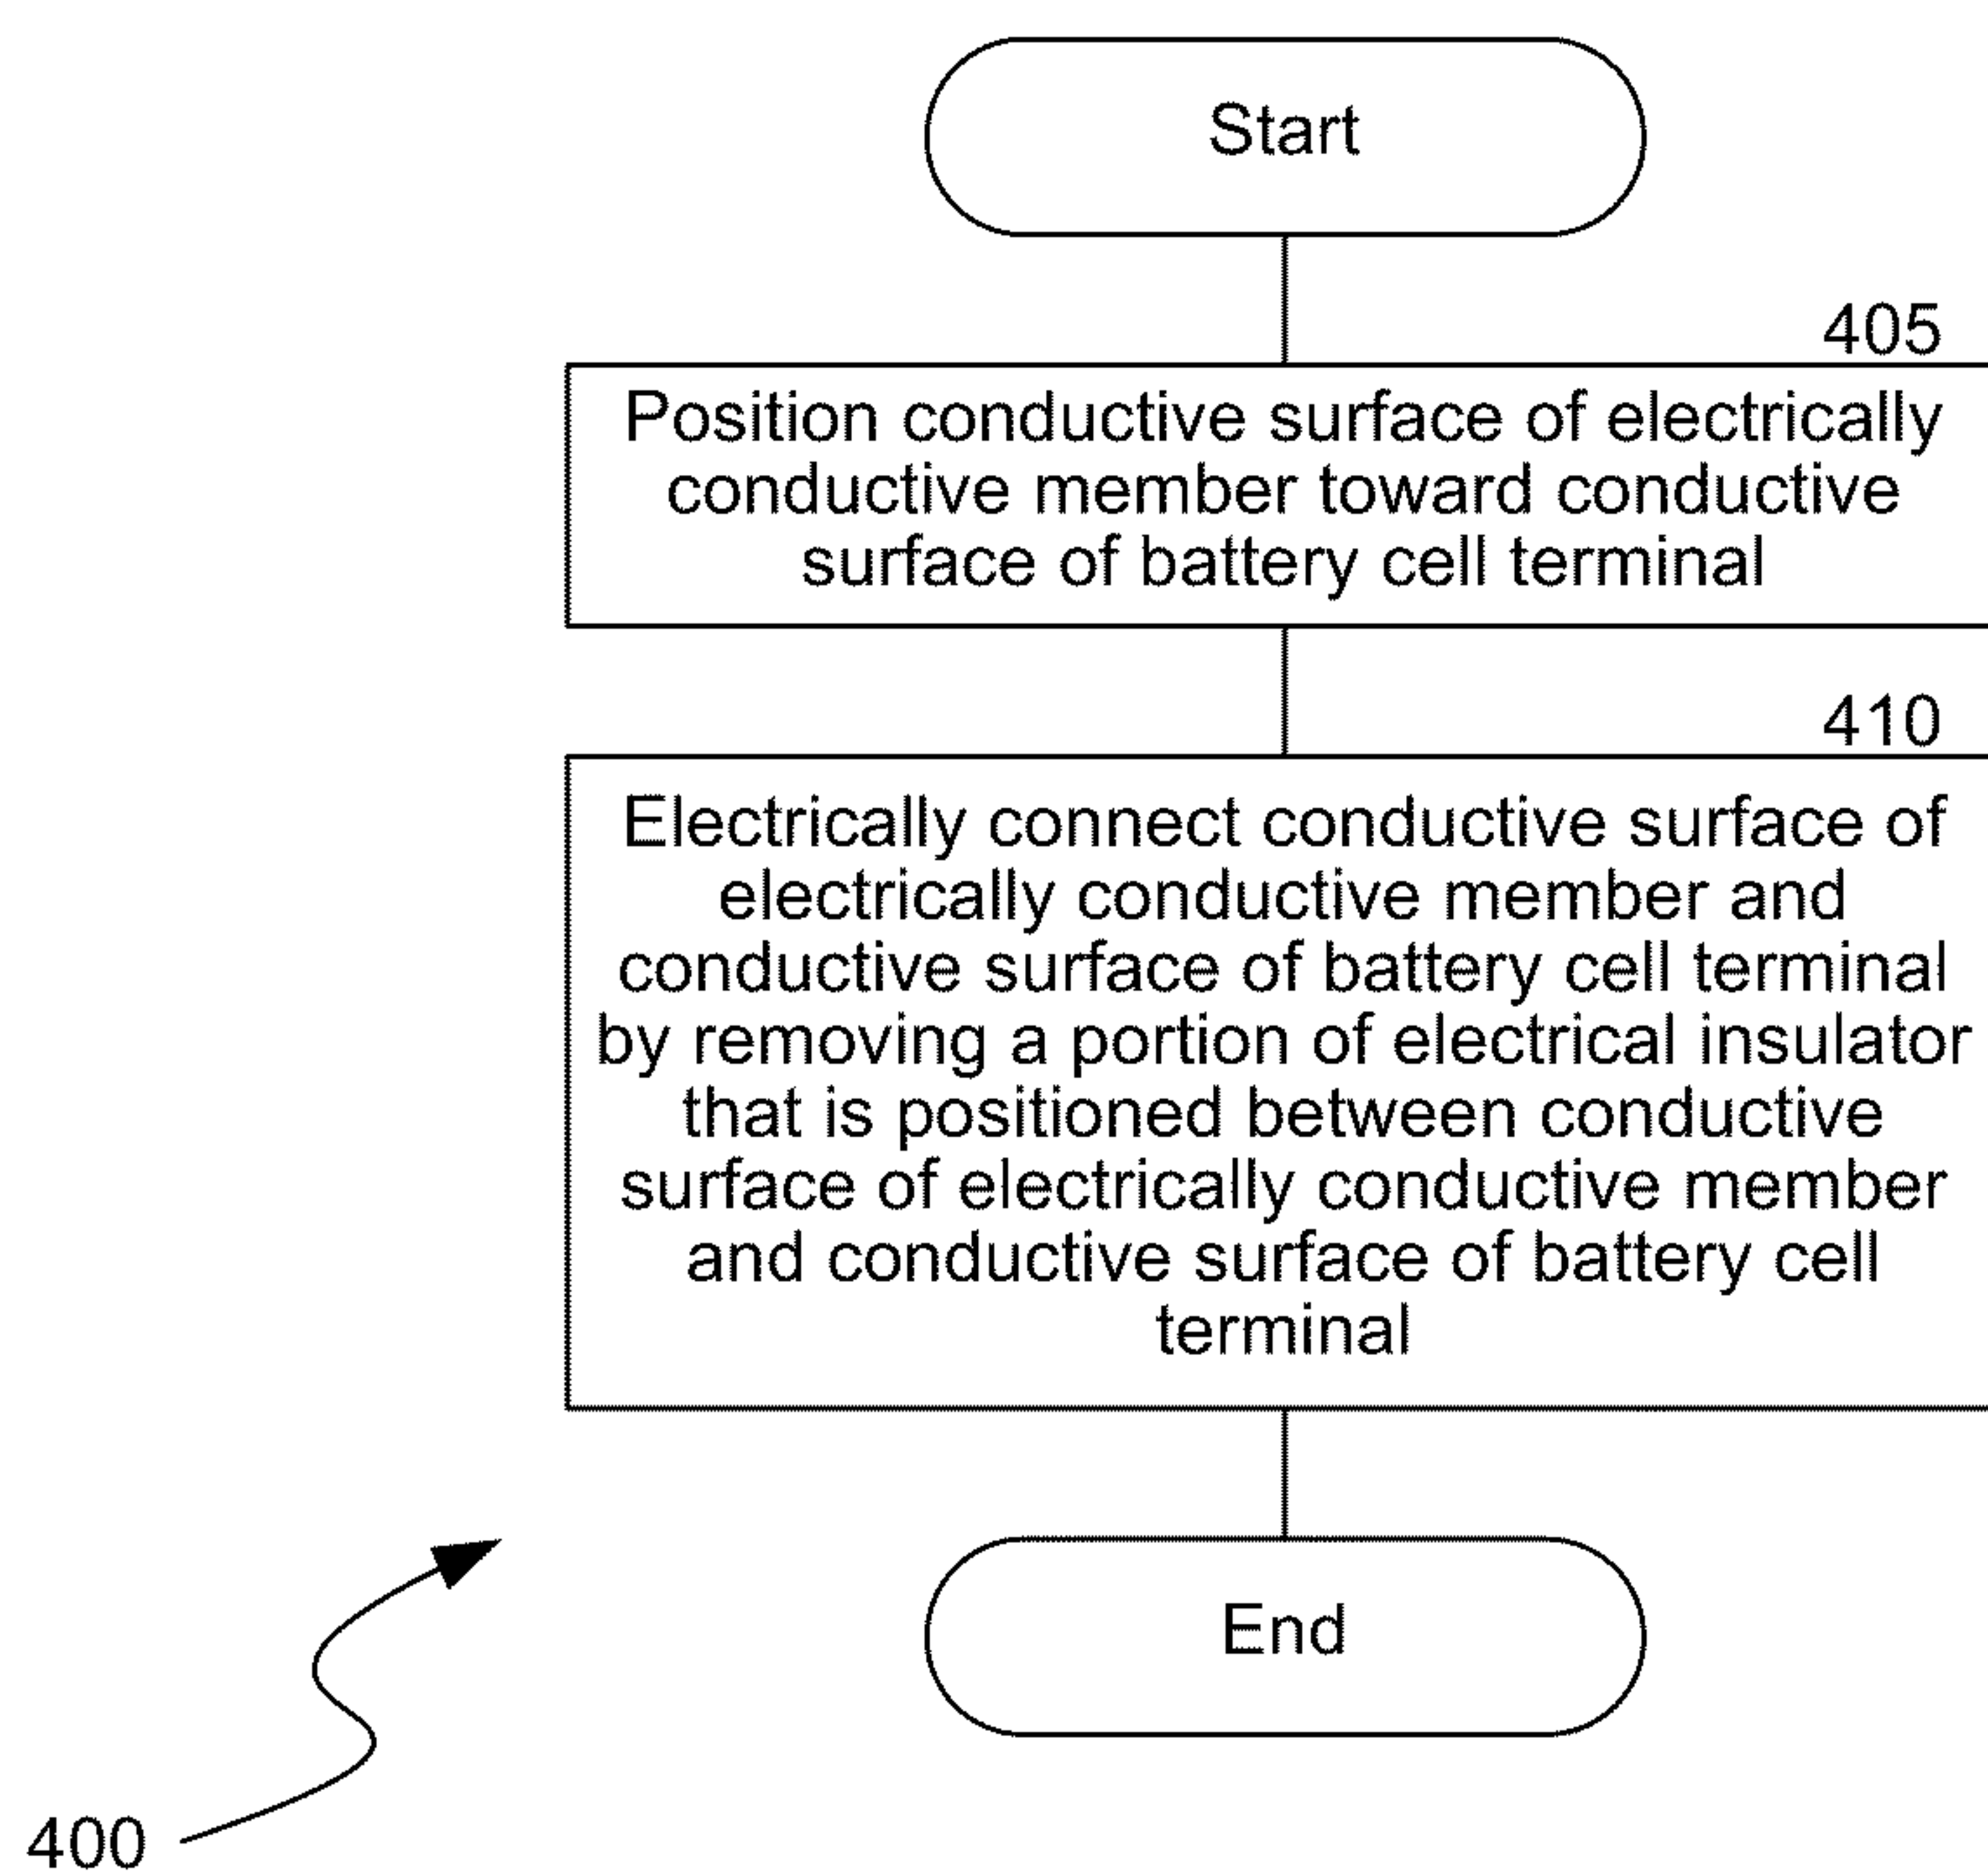 Start
405
Position conductive surface of electrically
conductive member toward conductive
surface of battery cell terminal
410
Electrically connect conductive surface of
electrically conductive member and
conductive surface of battery cell terminal
by removing a portion of electrical insulator
that is positioned between conductive
surface of electrically conductive member
and conductive surface of battery cell
terminal
End
400